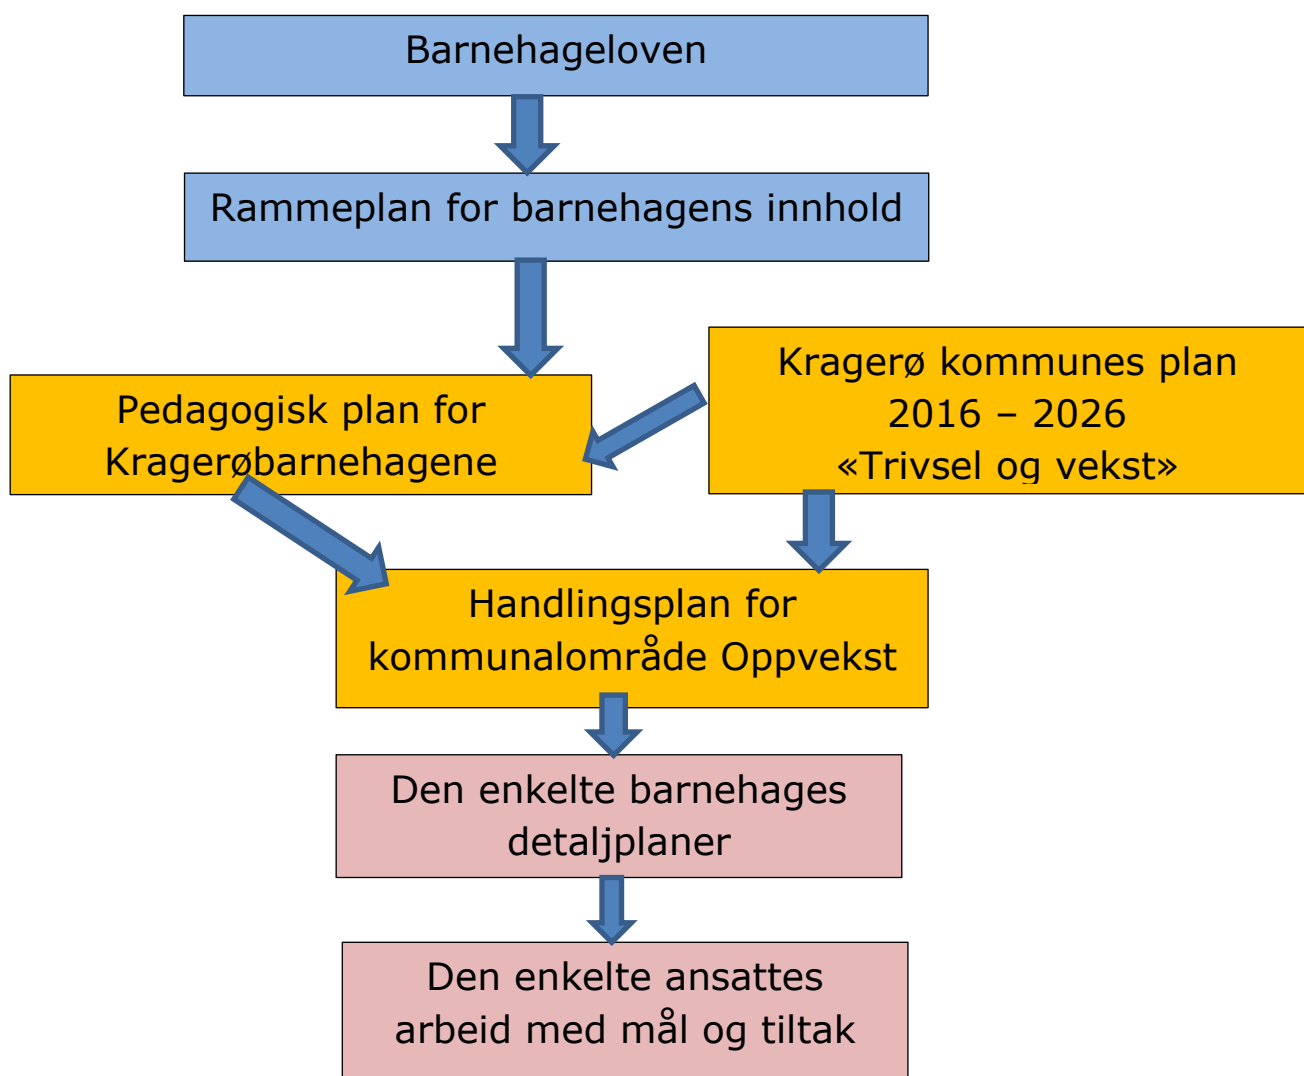 Barnehageloven
Rammeplan for barnehagens innhold
Pedagogisk plan for
Kragerøbarnehagene
Kragerø kommunes plan
2016 – 2026
«Trivsel og vekst»
Handlingsplan for
kommunalområde Oppvekst
Den enkelte barnehages
detaljplaner
Den enkelte ansattes
arbeid med mål og tiltak